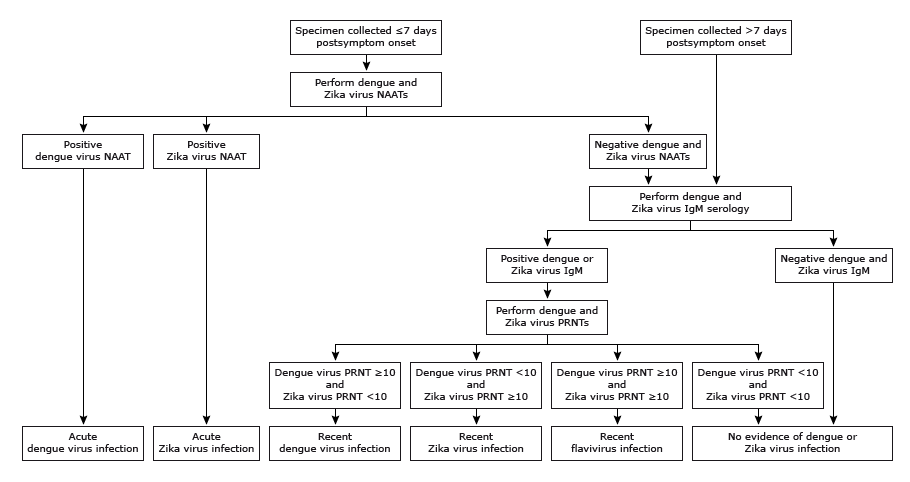 Specimen collected ≤7 days
postsymptom onset
Specimen collected >7 days
postsymptom onset
Perform dengue and
Zika virus NAATs
Positive
dengue virus NAAT
Positive
Zika virus NAAT
Negative dengue and
Zika virus NAATs
Perform dengue and
Zika virus IgM serology
Positive dengue or
Zika virus IgM
Negative dengue and
Zika virus IgM
Perform dengue and
Zika virus PRNTs
Dengue virus PRNT ≥10
and
Zika virus PRNT <10
Dengue virus PRNT <10
and
Zika virus PRNT ≥10
Dengue virus PRNT ≥10
and
Zika virus PRNT ≥10
Dengue virus PRNT <10
and
Zika virus PRNT <10
Acute
dengue virus infection
Acute
Zika virus infection
Recent
dengue virus infection
Recent
Zika virus infection
Recent
flavivirus infection
No evidence of dengue or
Zika virus infection